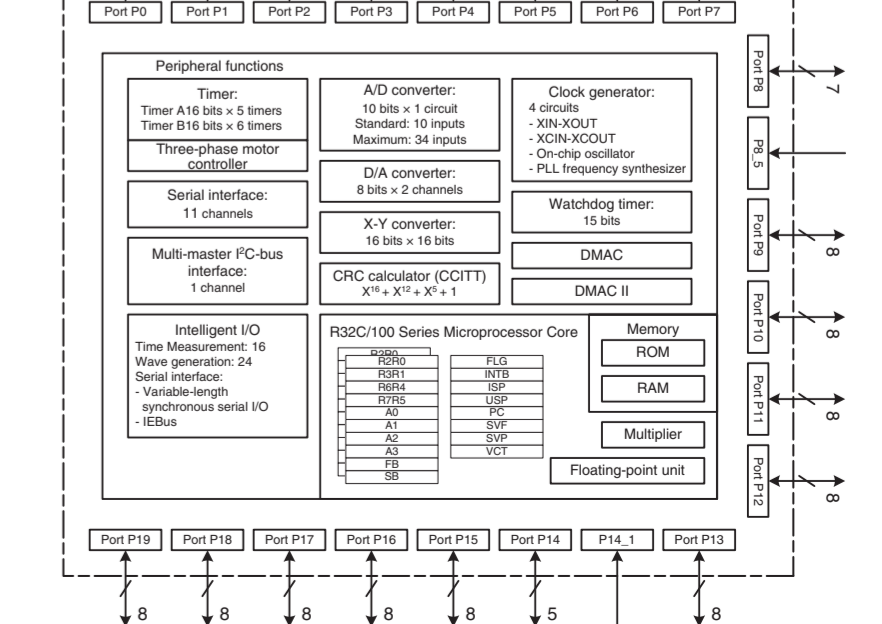 Port P0
Port P1
Port P2
Port P3
Port P4
Port P5
Port P6
Port P7
Peripheral functions
Timer:
Timer A16 bits × 5 timers
Timer B16 bits × 6 timers
Three-phase motor
controller
Serial interface:
11 channels
Multi-master I²C-bus
interface:
1 channel
Intelligent I/O
Time Measurement: 16
Wave generation: 24
Serial interface:
- Variable-length
synchronous serial I/O
- IEBus
A/D converter:
10 bits × 1 circuit
Standard: 10 inputs
Maximum: 34 inputs
D/A converter:
8 bits × 2 channels
X-Y converter:
16 bits × 16 bits
CRC calculator (CCITT)
X¹⁶ + X¹² + X⁵ + 1
Clock generator:
4 circuits
- XIN-XOUT
- XCIN-XCOUT
- On-chip oscillator
- PLL frequency synthesizer
Watchdog timer:
15 bits
DMAC
DMAC II
R32C/100 Series Microprocessor Core
R2R0
R2R0
R3R1
R6R4
R7R5
A0
A1
A2
A3
FB
SB
FLG
INTB
ISP
USP
PC
SVF
SVP
VCT
Memory
ROM
RAM
Multiplier
Floating-point unit
Port P8
7
P8_5
Port P9
8
Port P10
8
Port P11
8
Port P12
8
Port P19
Port P18
Port P17
Port P16
Port P15
Port P14
P14_1
Port P13
8
8
8
8
8
5
8